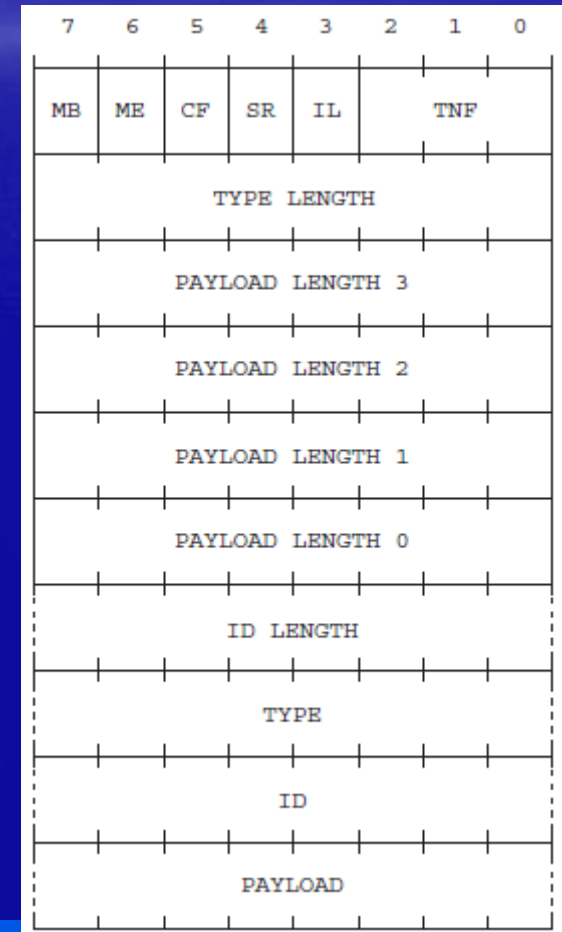 7 6 5 4 3 2 1 0
MB ME CF SR IL TNF
TYPE LENGTH
PAYLOAD LENGTH 3
PAYLOAD LENGTH 2
PAYLOAD LENGTH 1
PAYLOAD LENGTH 0
ID LENGTH
TYPE
ID
PAYLOAD